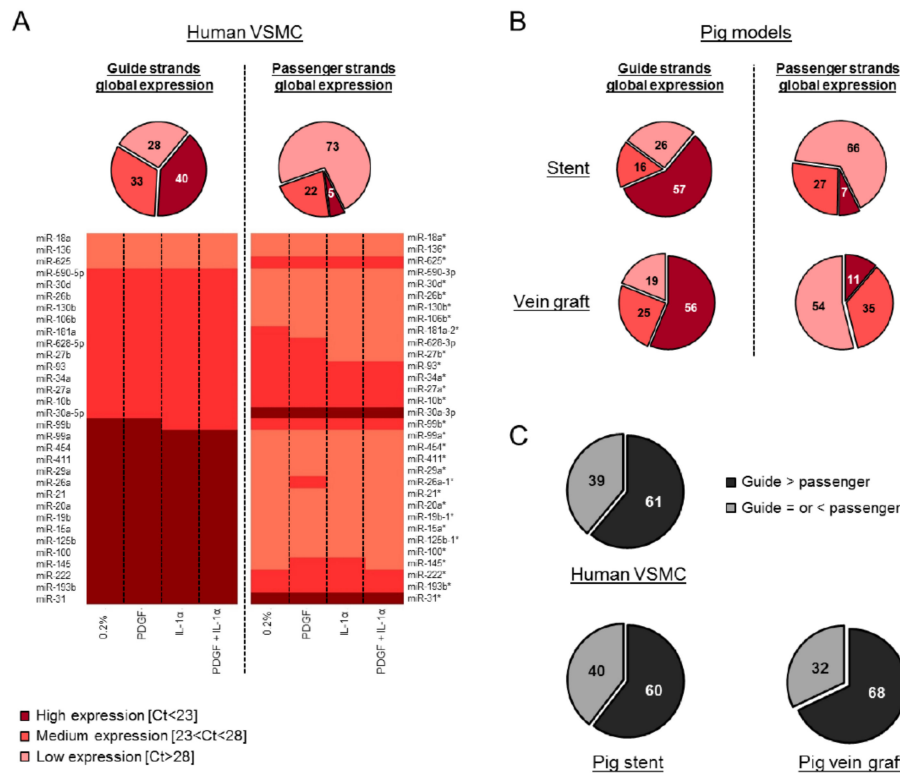 A
Human VSMC
Guide strands
global expression
Passenger strands
global expression
28
33
40
73
22
5
miR-18a
miR-136
miR-625
miR-590-5p
miR-30d
miR-26b
miR-130b
miR-106b
miR-181a
miR-628-5p
miR-27b
miR-93
miR-34a
miR-27a
miR-10b
miR-30a-5p
miR-99b
miR-99a
miR-454
miR-411
miR-29a
miR-26a
miR-21
miR-20a
miR-19b
miR-15a
miR-125b
miR-100
miR-145
miR-222
miR-193b
miR-31
miR-18a*
miR-136*
miR-625*
miR-590-3p
miR-30d*
miR-26b*
miR-130b*
miR-106b*
miR-181a-2*
miR-628-3p
miR-27b*
miR-93*
miR-34a*
miR-27a*
miR-10b*
miR-30a-3p
miR-99b*
miR-99a*
miR-454*
miR-411*
miR-29a*
miR-26a-1*
miR-21*
miR-20a*
miR-19b-1*
miR-15a*
miR-125b-1*
miR-100*
miR-145*
miR-222*
miR-193b*
miR-31*
0.2%
PDGF
IL-1α
PDGF + IL-1α
0.2%
PDGF
IL-1α
PDGF + IL-1α
High expression [Ct<23]
Medium expression [23<Ct<28]
Low expression [Ct>28]
B
Pig models
Guide strands
global expression
Passenger strands
global expression
Stent
26
16
57
66
27
7
Vein graft
19
25
56
11
54
35
C
39
61
Guide > passenger
Guide = or < passenger
Human VSMC
40
60
32
68
Pig stent
Pig vein graf